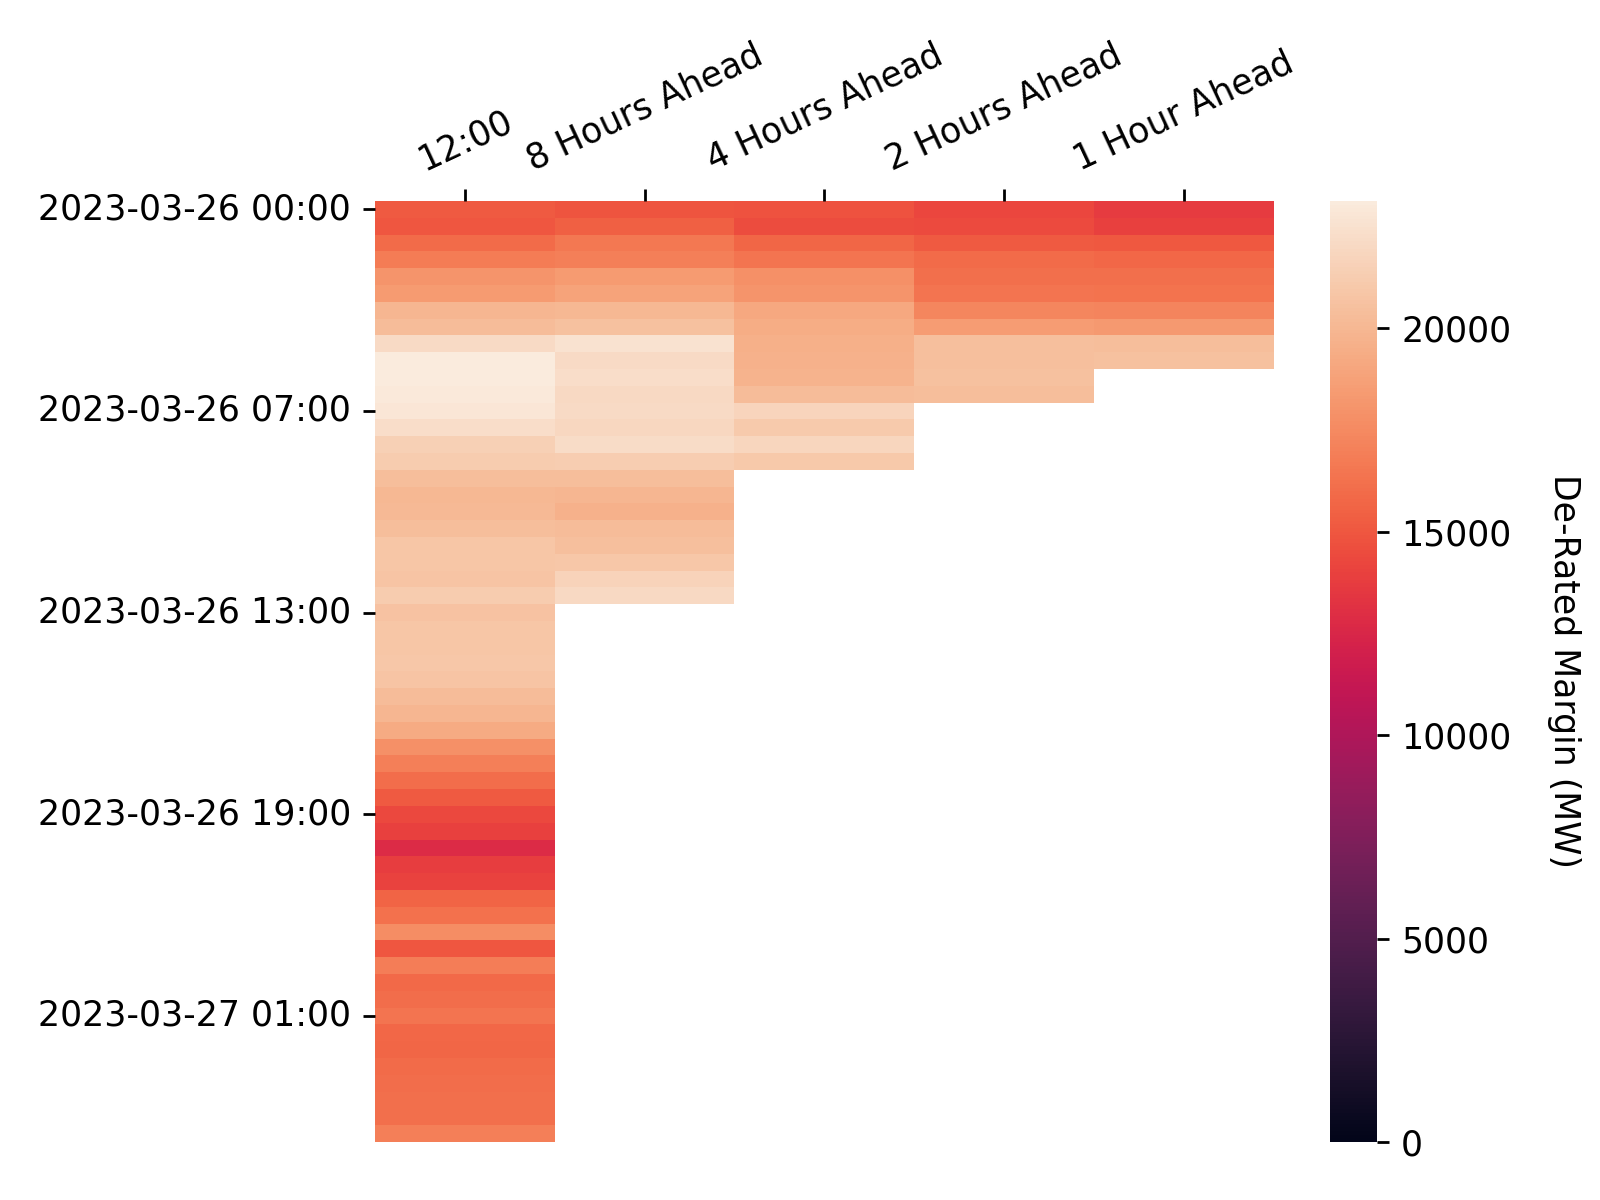 12:00
8 Hours Ahead
4 Hours Ahead
2 Hours Ahead
1 Hour Ahead
2023-03-26 00:00
2023-03-26 07:00
2023-03-26 13:00
2023-03-26 19:00
2023-03-27 01:00
20000
15000
10000
5000
0
De-Rated Margin (MW)